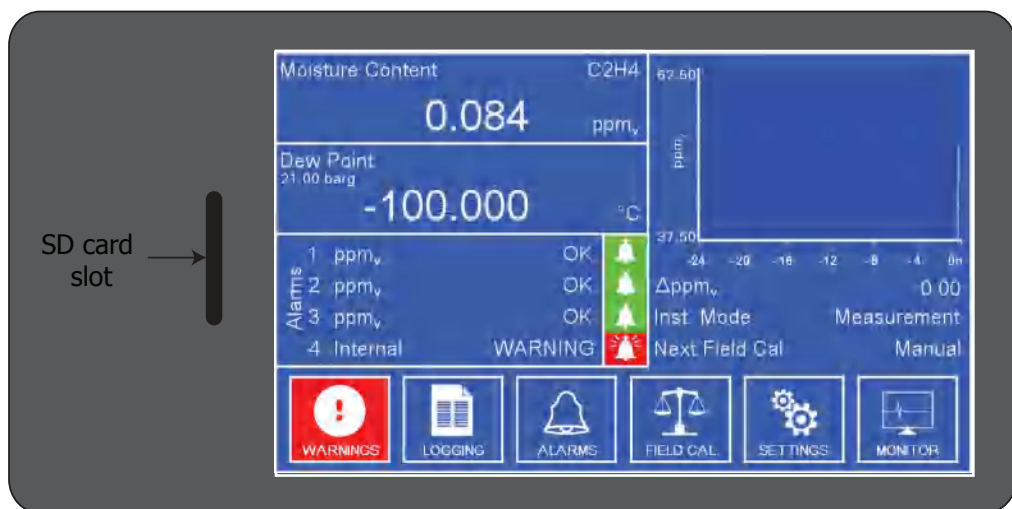 SD card
slot
Moisture Content C2H4
0.084 ppmv
Dew Point
21.00 barg
-100.000 °C
Alarms
1 ppmv OK
2 ppmv OK
3 ppmv OK
4 Internal WARNING
62.50
ppmv
37.50
-24 -20 -16 -12 -8 -4 0h
Δppmv 0.00
Inst. Mode Measurement
Next Field Cal Manual
WARNINGS LOGGING ALARMS FIELD CAL. SETTINGS MONITOR